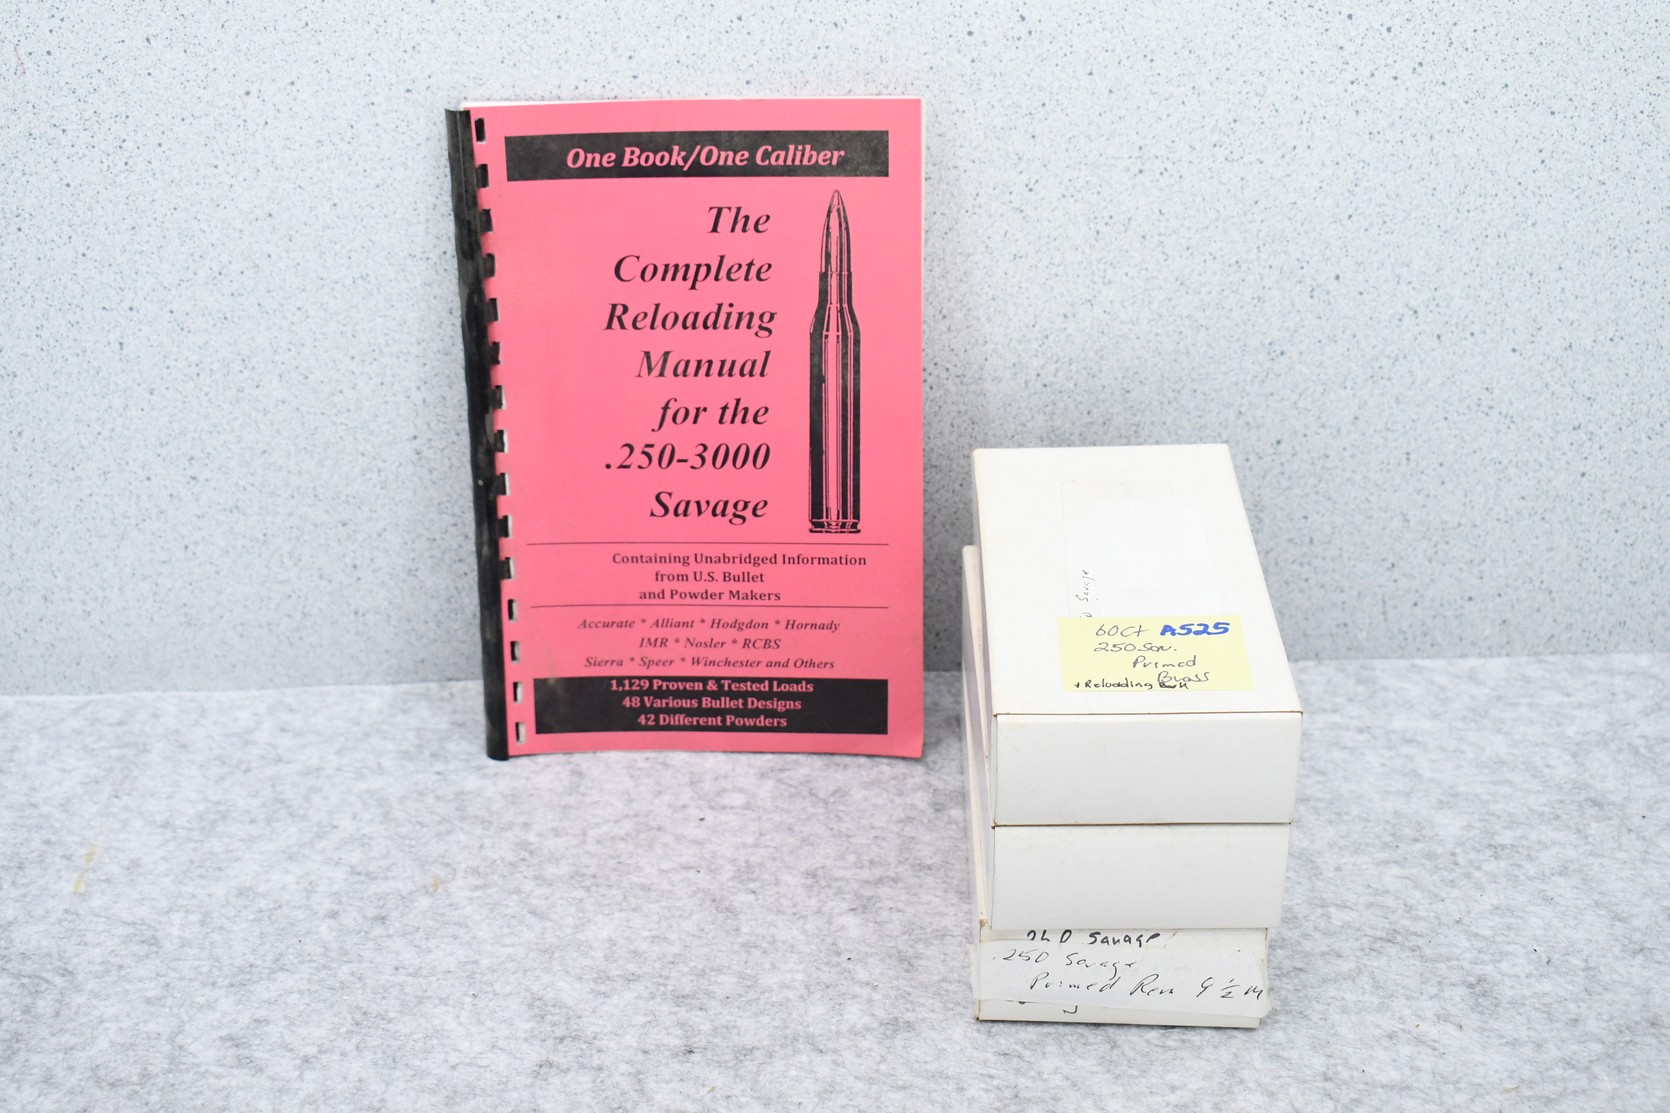 One Book/One Caliber
The
Complete
Reloading
Manual
for the
.250-3000
Savage
Containing Unabridged Information
from U.S. Bullet
and Powder Makers
Accurate * Alliant * Hodgdon * Hornady
IMR * Nosler * RCBS
Sierra * Speer * Winchester and Others
1,129 Proven & Tested Loads
48 Various Bullet Designs
42 Different Powders
Savage
60ct A525
250 Sav.
Primed
Brass
+ Reloading
Savage
.250 Savage
Primed Rem 9 1/2 M